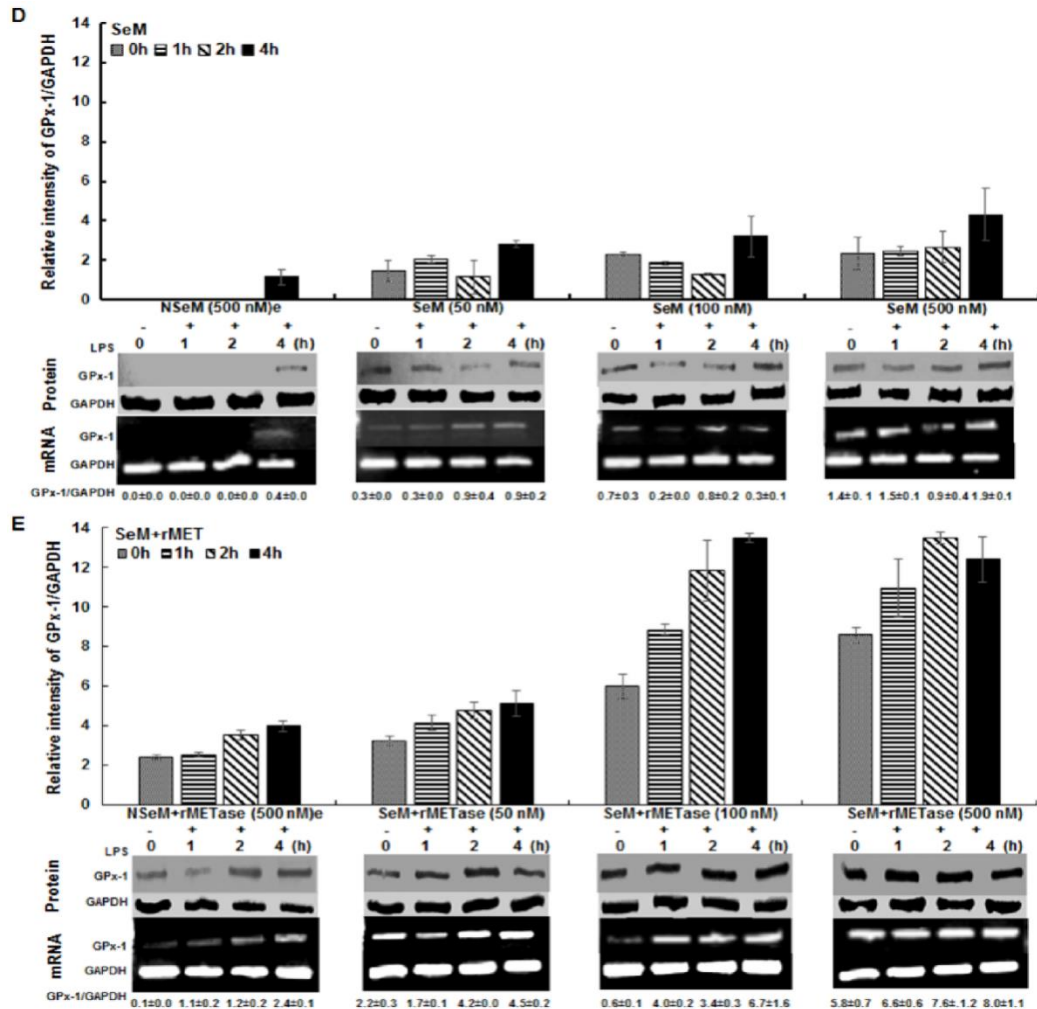 D
SeM
0h 1h 2h 4h
Relative intensity of GPx-1/GAPDH
14
12
10
8
6
4
2
0
NSeM (500 nM)e SeM (50 nM) SeM (100 nM) SeM (500 nM)
- + + + - + + + - + + + - + + +
LPS 0 1 2 4 (h) 0 1 2 4 (h) 0 1 2 4 (h) 0 1 2 4 (h)
Protein
GPx-1
GAPDH
mRNA
GPx-1
GAPDH
GPx-1/GAPDH 0.0±0.0 0.0±0.0 0.0±0.0 0.4±0.0 0.3±0.0 0.3±0.0 0.9±0.4 0.9±0.2 0.7±0.3 0.2±0.0 0.8±0.2 0.3±0.1 1.4±0.1 1.5±0.1 0.9±0.4 1.9±0.1
E
SeM+rMET
0h 1h 2h 4h
Relative intensity of GPx-1/GAPDH
14
12
10
8
6
4
2
0
NSeM+rMETase (500 nM)e SeM+rMETase (50 nM) SeM+rMETase (100 nM) SeM+rMETase (500 nM)
- + + + - + + + - + + + - + + +
LPS 0 1 2 4 (h) 0 1 2 4 (h) 0 1 2 4 (h) 0 1 2 4 (h)
Protein
GPx-1
GAPDH
mRNA
GPx-1
GAPDH
GPx-1/GAPDH
0.1±0.0 1.1±0.2 1.2±0.2 2.4±0.1 2.2±0.3 1.7±0.1 4.2±0.0 4.5±0.2 0.6±0.1 4.0±0.2 3.4±0.3 6.7±1.6 5.8±0.7 6.6±0.6 7.6±.1.2 8.0±1.1